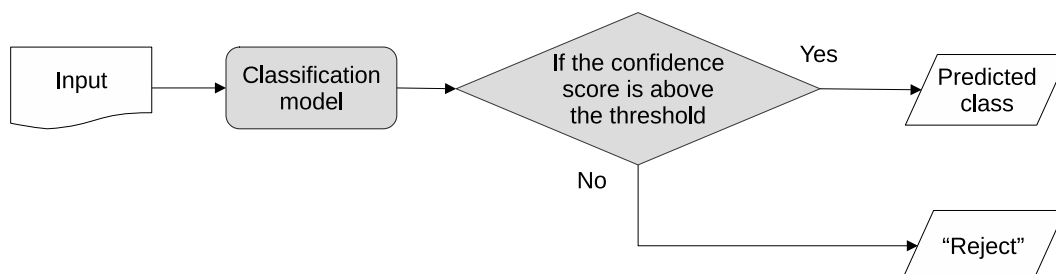 Input
Classification
model
If the confidence
score is above
the threshold
Yes
Predicted
class
No
“Reject”